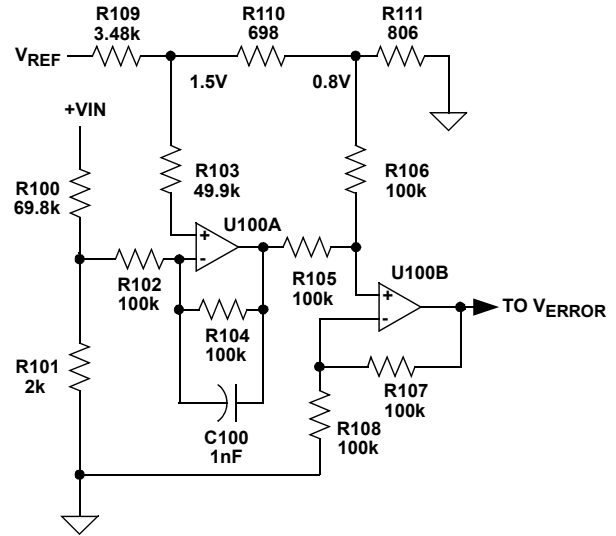 R109
3.48k
R110
698
R111
806
VREF
1.5V
0.8V
+VIN
R100
69.8k
R103
49.9k
R106
100k
U100A
+
-
R102
100k
R105
100k
U100B
+
-
TO VERROR
R104
100k
R101
2k
R107
100k
C100
1nF
R108
100k